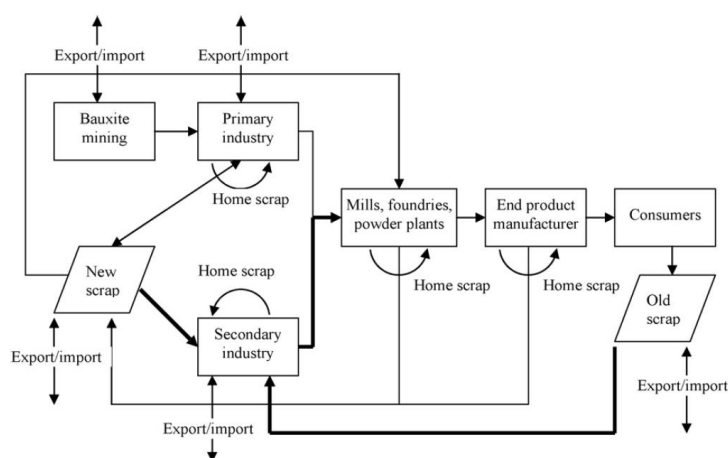 Export/import
Export/import
Bauxite
mining
Primary
industry
Home scrap
Mills, foundries,
powder plants
End product
manufacturer
Consumers
New
scrap
Home scrap
Home scrap
Home scrap
Old
scrap
Secondary
industry
Export/import
Export/import
Export/import